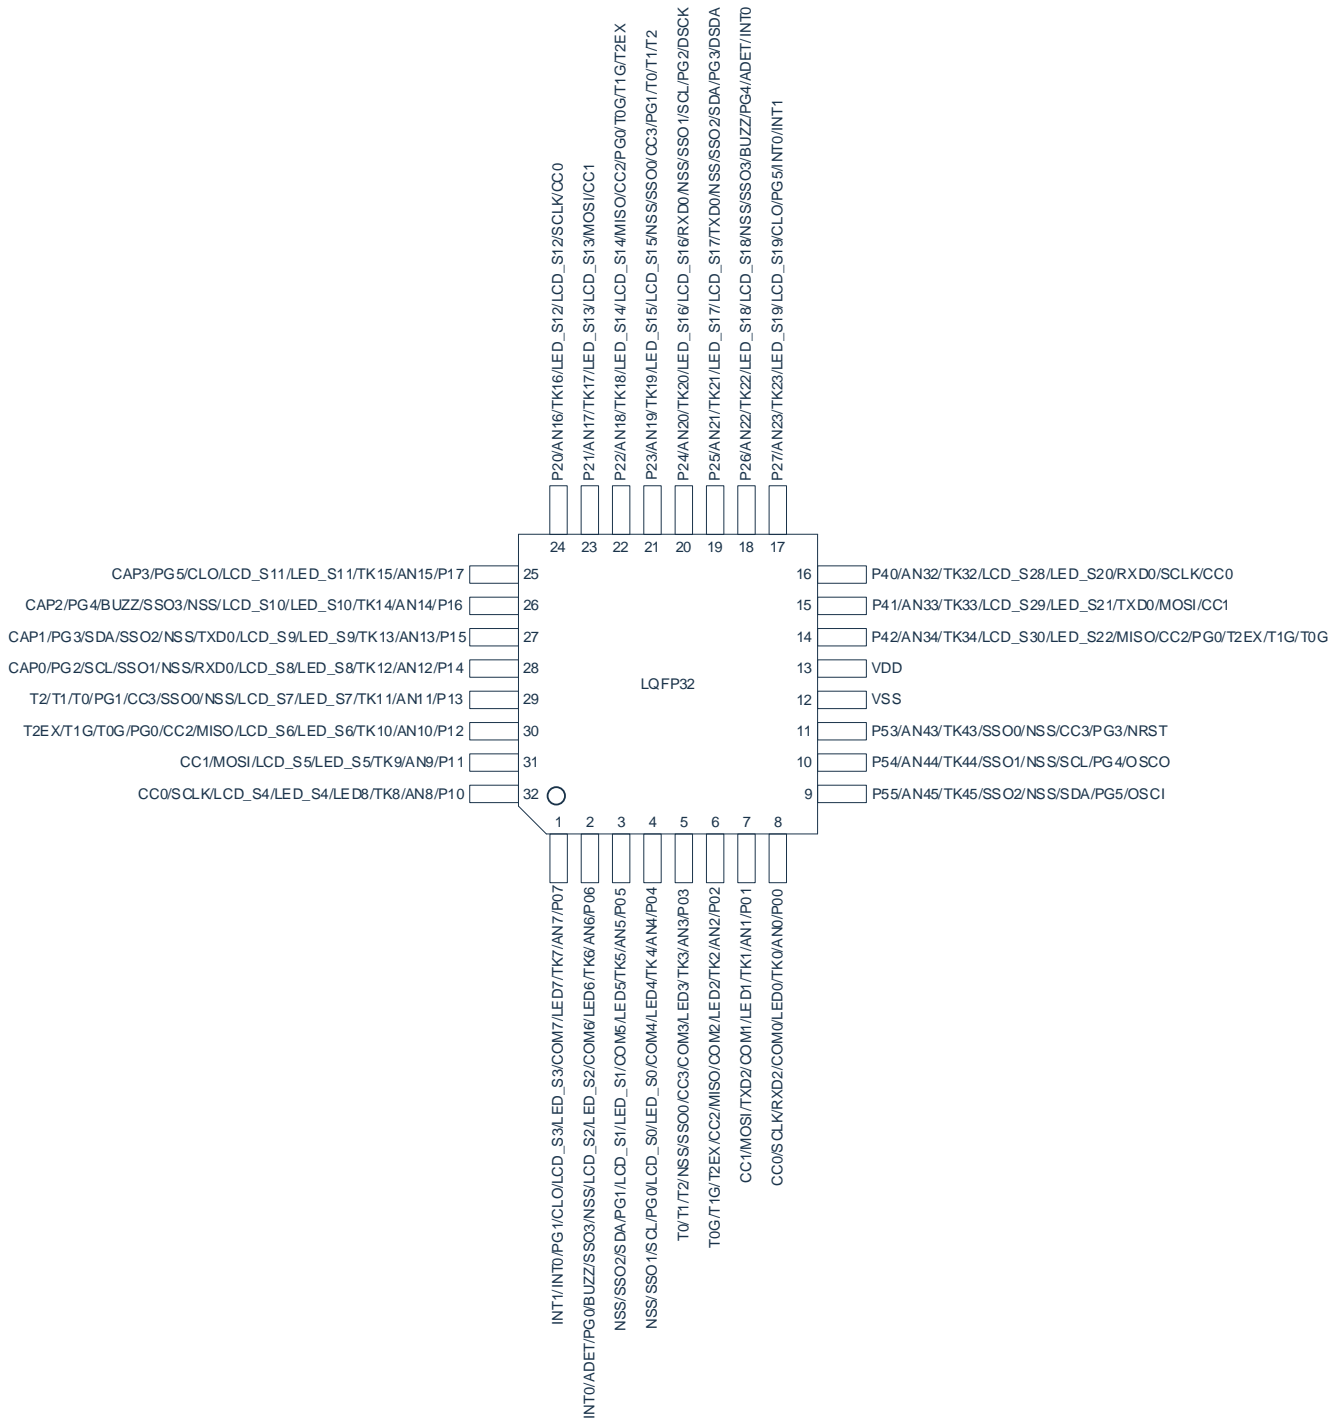 P20/AN16/TK16/LED_S12/LCD_S12/SCLK/CC0
P21/AN17/TK17/LED_S13/LCD_S13/MOSI/CC1
P22/AN18/TK18/LED_S14/LCD_S14/MISO/CC2/PG0/T0G/T1G/T2EX
P23/AN19/TK19/LED_S15/LCD_S15/NSS/SSO0/CC3/PG1/T0/T1/T2
P24/AN20/TK20/LED_S16/LCD_S16/RXD0/NSS/SSO1/SCL/PG2/DSCK
P25/AN21/TK21/LED_S17/LCD_S17/TXD0/NSS/SSO2/SDA/PG3/DSDA
P26/AN22/TK22/LED_S18/LCD_S18/NSS/SSO3/BUZZ/PG4/ADET/INT0
P27/AN23/TK23/LED_S19/LCD_S19/CLO/PG5/INT0/INT1
24 23 22 21 20 19 18 17
CAP3/PG5/CLO/LCD_S11/LED_S11/TK15/AN15/P17 25
16 P40/AN32/TK32/LCD_S28/LED_S20/RXD0/SCLK/CC0
CAP2/PG4/BUZZ/SSO3/NSS/LCD_S10/LED_S10/TK14/AN14/P16 26
15 P41/AN33/TK33/LCD_S29/LED_S21/TXD0/MOSI/CC1
CAP1/PG3/SDA/SSO2/NSS/TXD0/LCD_S9/LED_S9/TK13/AN13/P15 27
14 P42/AN34/TK34/LCD_S30/LED_S22/MISO/CC2/PG0/T2EX/T1G/T0G
CAP0/PG2/SCL/SSO1/NSS/RXD0/LCD_S8/LED_S8/TK12/AN12/P14 28
13 VDD
LQFP32
T2/T1/T0/PG1/CC3/SSO0/NSS/LCD_S7/LED_S7/TK11/AN11/P13 29
12 VSS
T2EX/T1G/T0G/PG0/CC2/MISO/LCD_S6/LED_S6/TK10/AN10/P12 30
11 P53/AN43/TK43/SSO0/NSS/CC3/PG3/NRST
CC1/MOSI/LCD_S5/LED_S5/TK9/AN9/P11 31
10 P54/AN44/TK44/SSO1/NSS/SCL/PG4/OSCO
CC0/SCLK/LCD_S4/LED_S4/LED8/TK8/AN8/P10 32
9 P55/AN45/TK45/SSO2/NSS/SDA/PG5/OSCI
1 2 3 4 5 6 7 8
INT1/INT0/PG1/CLO/LCD_S3/LED_S3/COM7/LED7/TK7/AN7/P07
INT0/ADET/PG0/BUZZ/SSO3/NSS/LCD_S2/LED_S2/COM6/LED6/TK6/AN6/P06
NSS/SSO2/SDA/PG1/LCD_S1/LED_S1/COM5/LED5/TK5/AN5/P05
NSS/SSO1/SCL/PG0/LCD_S0/LED_S0/COM4/LED4/TK4/AN4/P04
T0/T1/T2/NSS/SSO0/CC3/COM3/LED3/TK3/AN3/P03
T0G/T1G/T2EX/CC2/MISO/COM2/LED2/TK2/AN2/P02
CC1/MOSI/TXD2/COM1/LED1/TK1/AN1/P01
CC0/SCLK/RXD2/COM0/LED0/TK0/AN0/P00